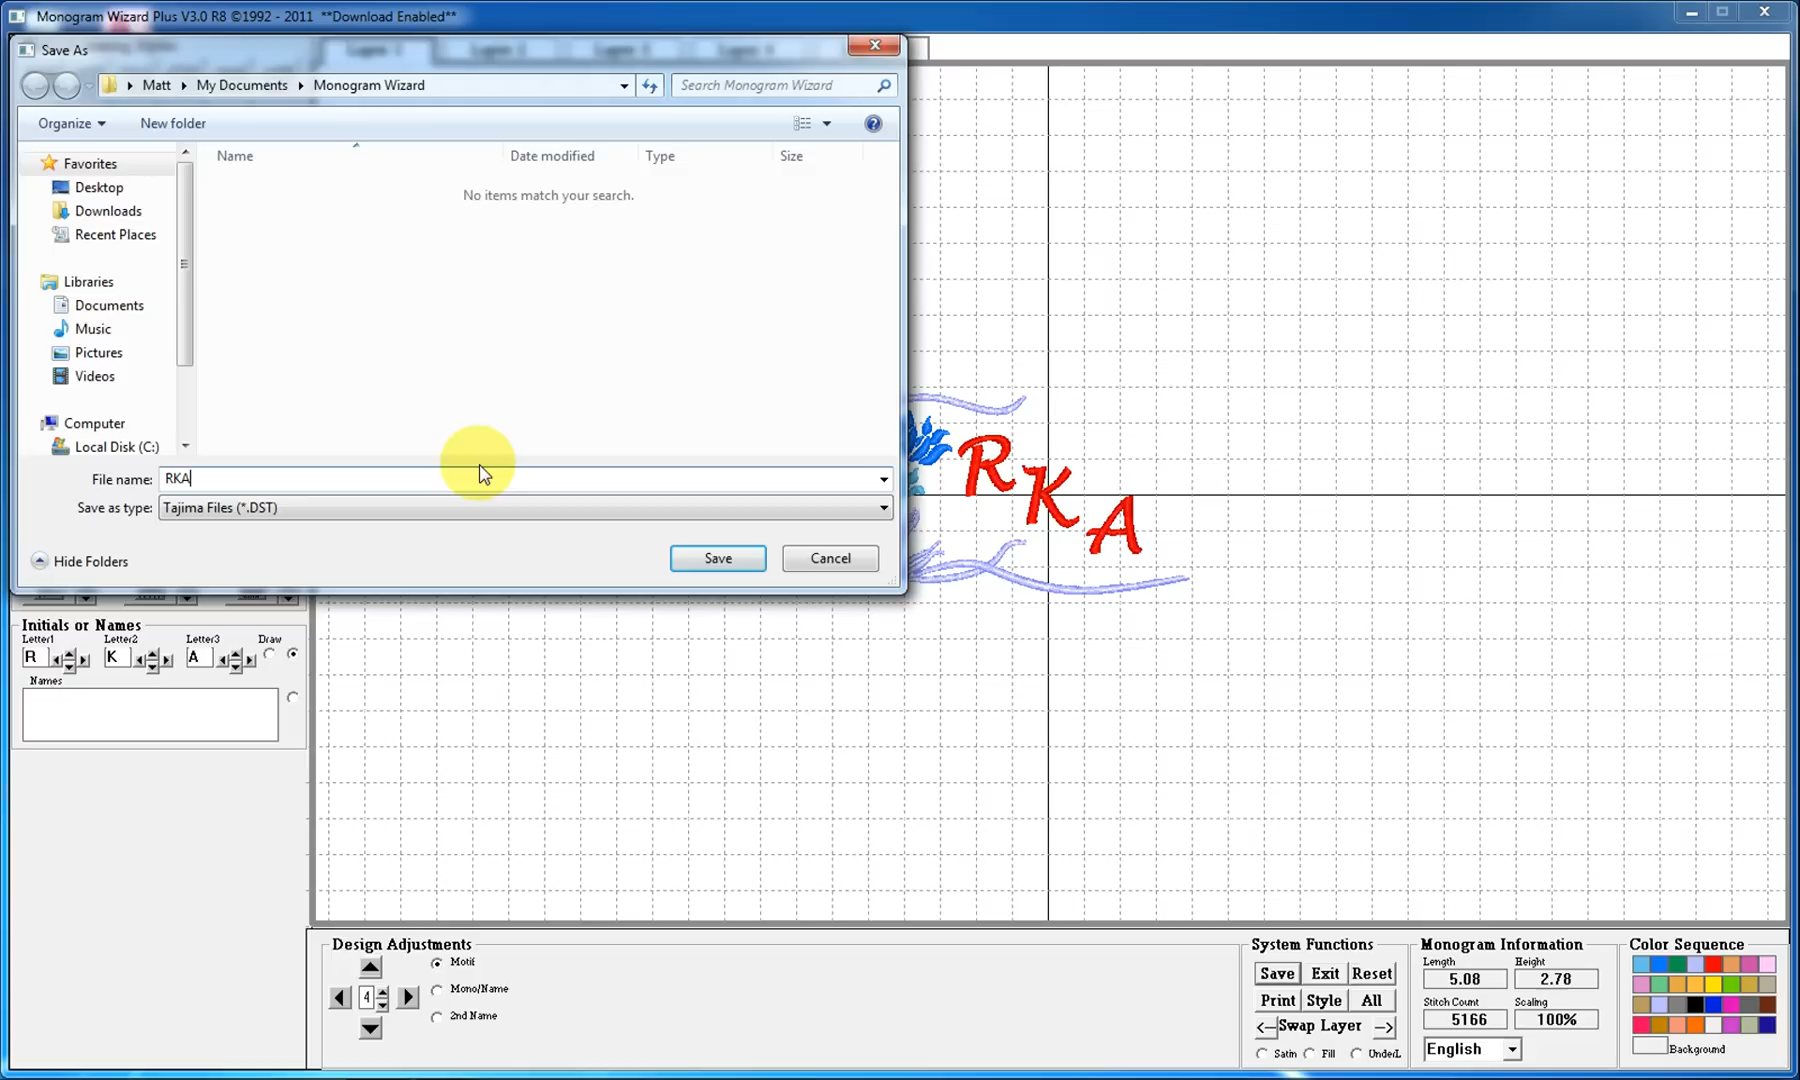 Monogram Wizard Plus V3.0 R8 ©1992 - 2011 **Download Enabled**
Save As
Matt My Documents Monogram Wizard
Search Monogram Wizard
Organize New folder
Name Date modified Type Size
No items match your search.
Favorites
Desktop
Downloads
Recent Places
Libraries
Documents
Music
Pictures
Videos
Computer
Local Disk (C:)
File name: RKA
Save as type: Tajima Files (*.DST)
Hide Folders
Save Cancel
R K A
Initials or Names
Letter1 Letter2 Letter3 Draw
R K A
Names
Design Adjustments
Motif
4
Mono/Name
2nd Name
System Functions
Save Exit Reset
Print Style All
<-- Swap Layer -->
Satin Fill UnderL
Monogram Information
Length Height
5.08 2.78
Stitch Count Scaling
5166 100%
English
Color Sequence
Background